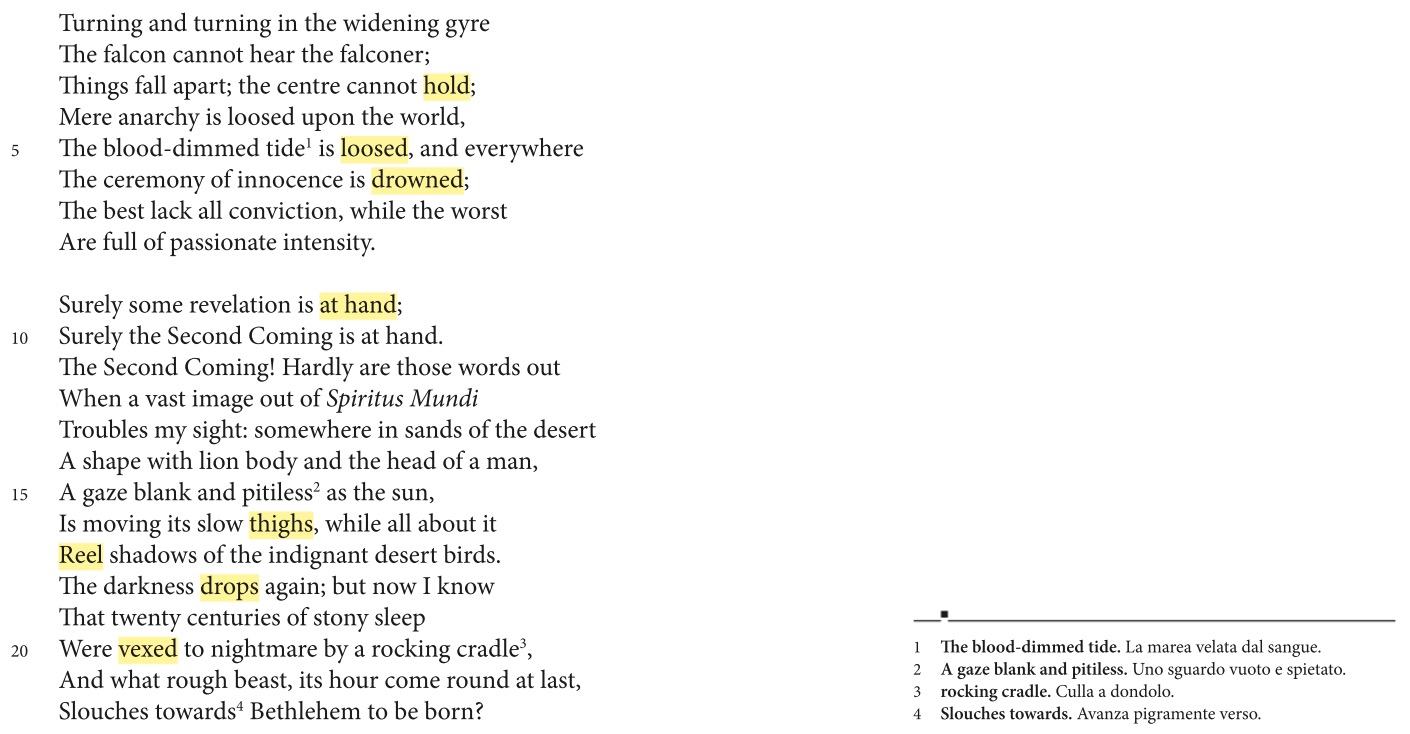 Turning and turning in the widening gyre
The falcon cannot hear the falconer;
Things fall apart; the centre cannot hold;
Mere anarchy is loosed upon the world,
5 The blood-dimmed tide1 is loosed, and everywhere
The ceremony of innocence is drowned;
The best lack all conviction, while the worst
Are full of passionate intensity.

Surely some revelation is at hand;
10 Surely the Second Coming is at hand.
The Second Coming! Hardly are those words out
When a vast image out of Spiritus Mundi
Troubles my sight: somewhere in sands of the desert
A shape with lion body and the head of a man,
15 A gaze blank and pitiless2 as the sun,
Is moving its slow thighs, while all about it
Reel shadows of the indignant desert birds.
The darkness drops again; but now I know
That twenty centuries of stony sleep
20 Were vexed to nightmare by a rocking cradle3,
And what rough beast, its hour come round at last,
Slouches towards4 Bethlehem to be born?

1 The blood-dimmed tide. La marea velata dal sangue.
2 A gaze blank and pitiless. Uno sguardo vuoto e spietato.
3 rocking cradle. Culla a dondolo.
4 Slouches towards. Avanza pigramente verso.